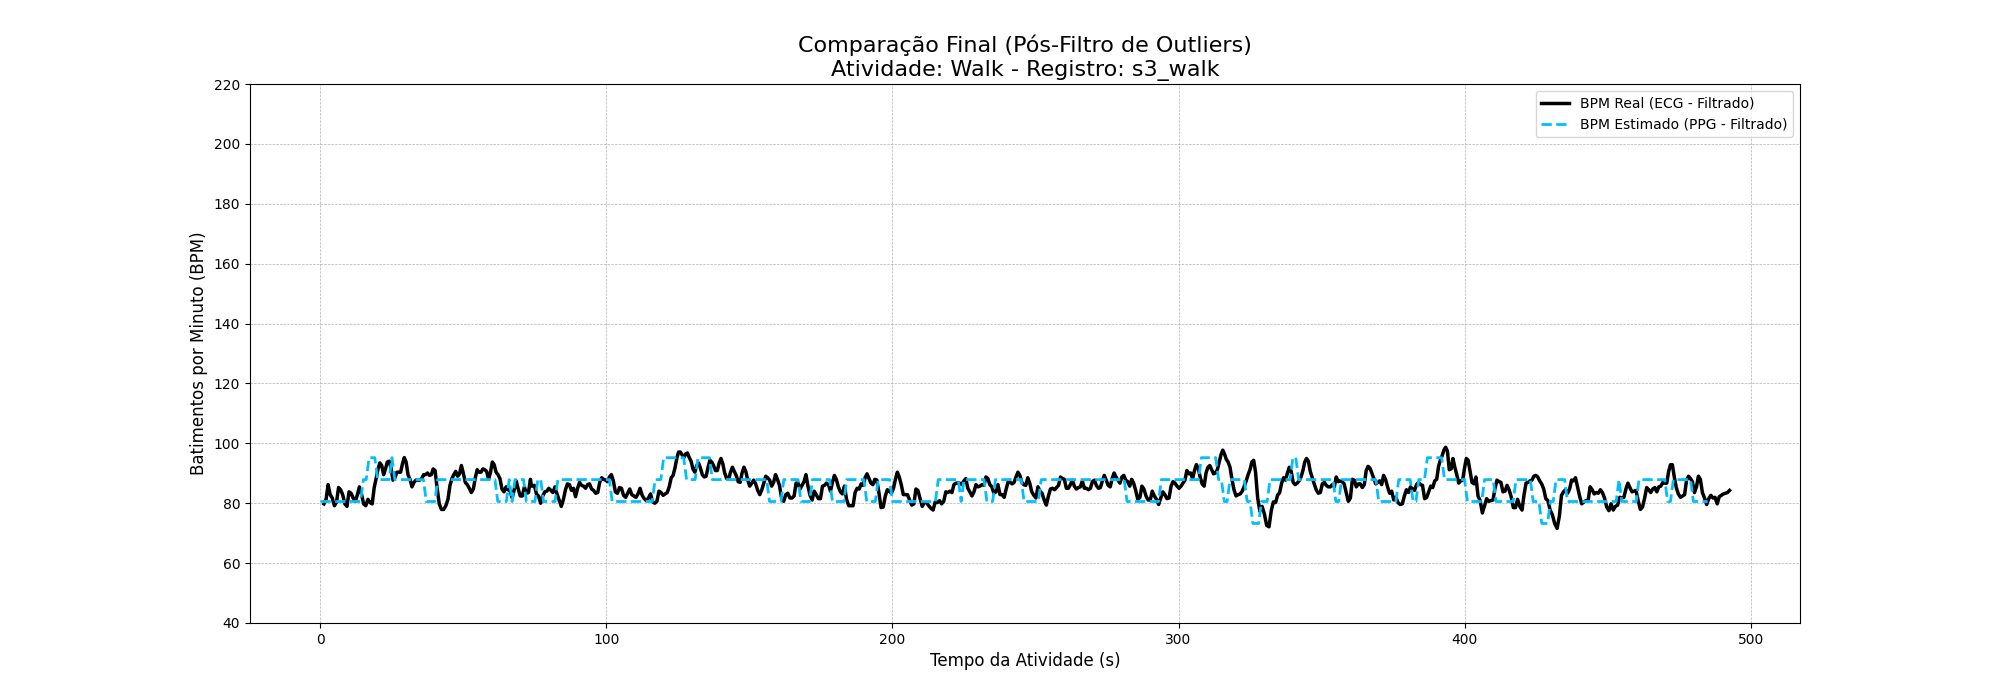 Comparação Final (Pós-Filtro de Outliers)
Atividade: Walk - Registro: s3_walk
BPM Real (ECG - Filtrado)
BPM Estimado (PPG - Filtrado)
Batimentos por Minuto (BPM)
220
200
180
160
140
120
100
80
60
40
0
100
200
300
400
500
Tempo da Atividade (s)